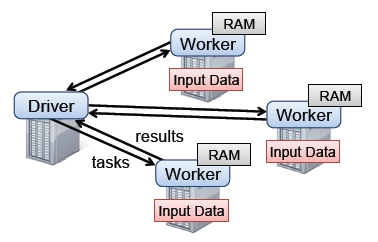 RAM
Worker
Input Data
RAM
Driver
Worker
results
Input Data
tasks
RAM
Worker
Input Data